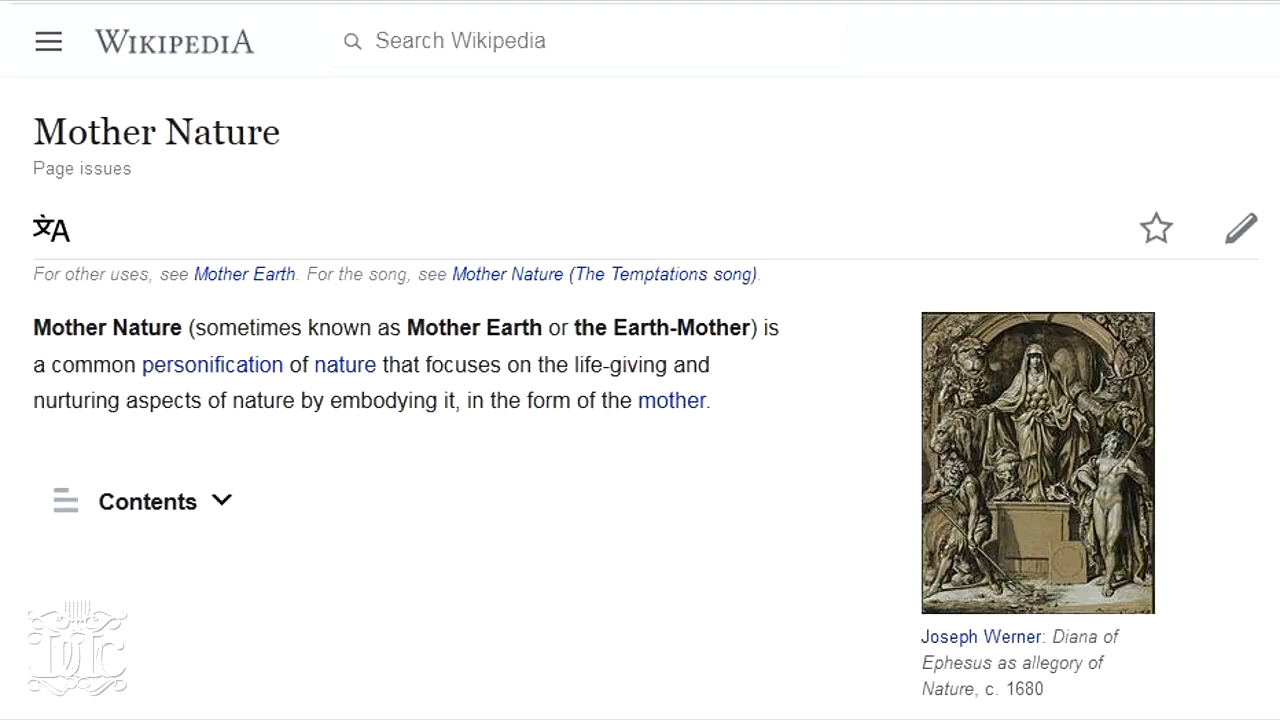 WIKIPEDIA
Search Wikipedia
Mother Nature
Page issues
文A
For other uses, see Mother Earth. For the song, see Mother Nature (The Temptations song).
Mother Nature (sometimes known as Mother Earth or the Earth-Mother) is
a common personification of nature that focuses on the life-giving and
nurturing aspects of nature by embodying it, in the form of the mother.
Contents
Joseph Werner: Diana of
Ephesus as allegory of
Nature, c. 1680